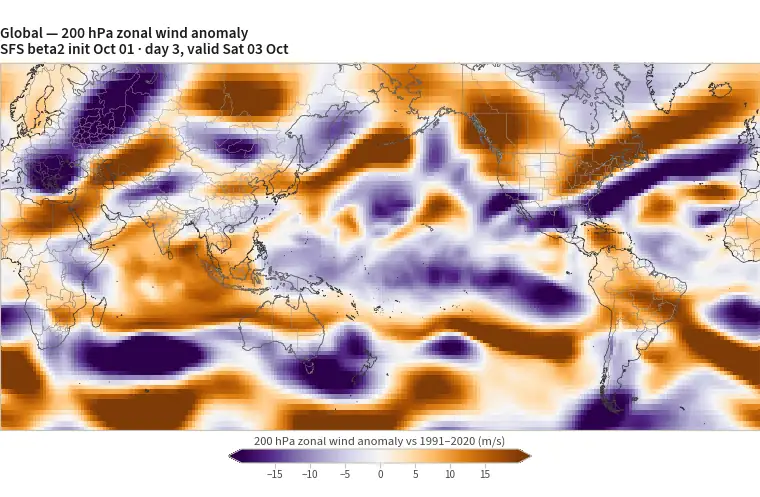 Global — 200 hPa zonal wind anomaly
SFS beta2 init Oct 01 · day 3, valid Sat 03 Oct
200 hPa zonal wind anomaly vs 1991–2020 (m/s)
−15 −10 −5 0 5 10 15